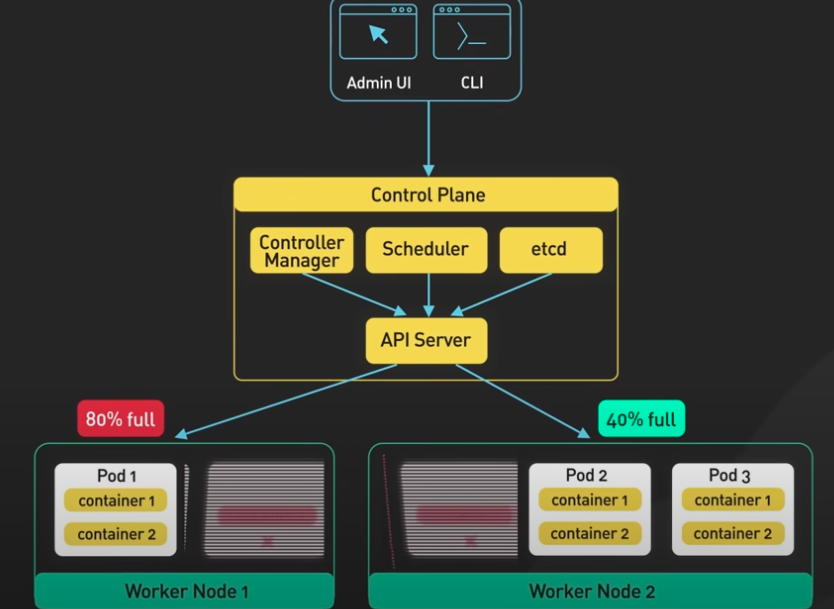 Admin UI
CLI
Control Plane
Controller
Manager
Scheduler
etcd
API Server
80% full
40% full
Pod 1
container 1
container 2
Pod 2
container 1
container 2
Pod 3
container 1
container 2
Worker Node 1
Worker Node 2